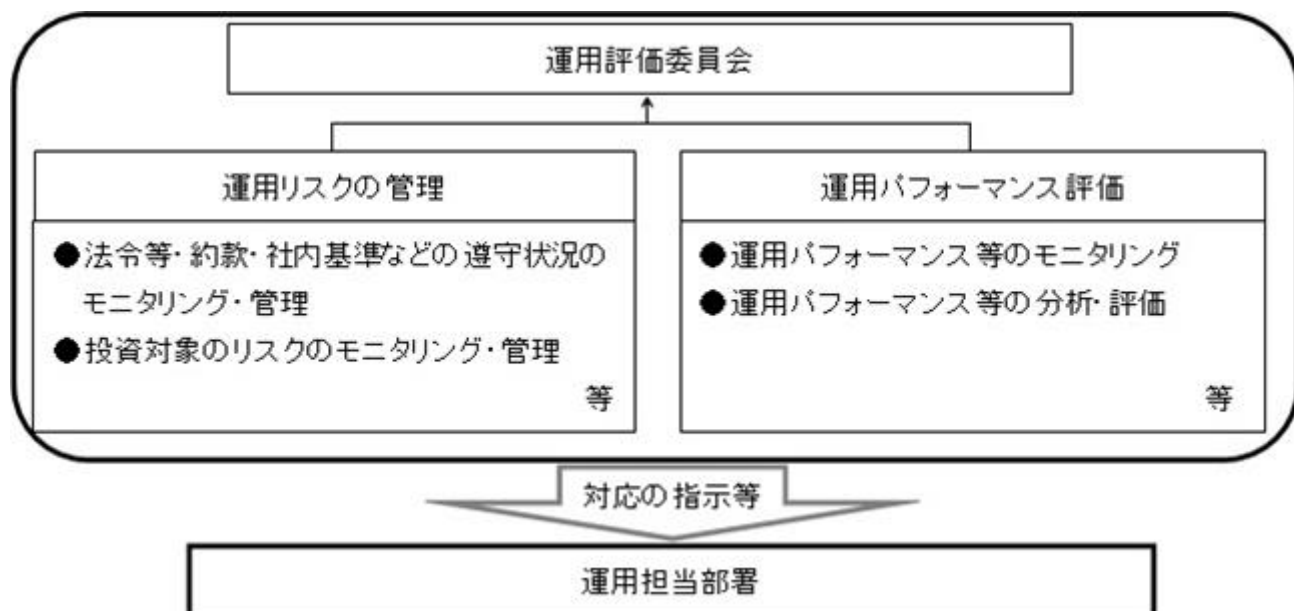 運用評価委員会
運用リスクの管理
●法令等・約款・社内基準などの遵守状況の
モニタリング・管理
●投資対象のリスクのモニタリング・管理
等
運用パフォーマンス評価
●運用パフォーマンス等のモニタリング
●運用パフォーマンス等の分析・評価
等
対応の指示等
運用担当部署